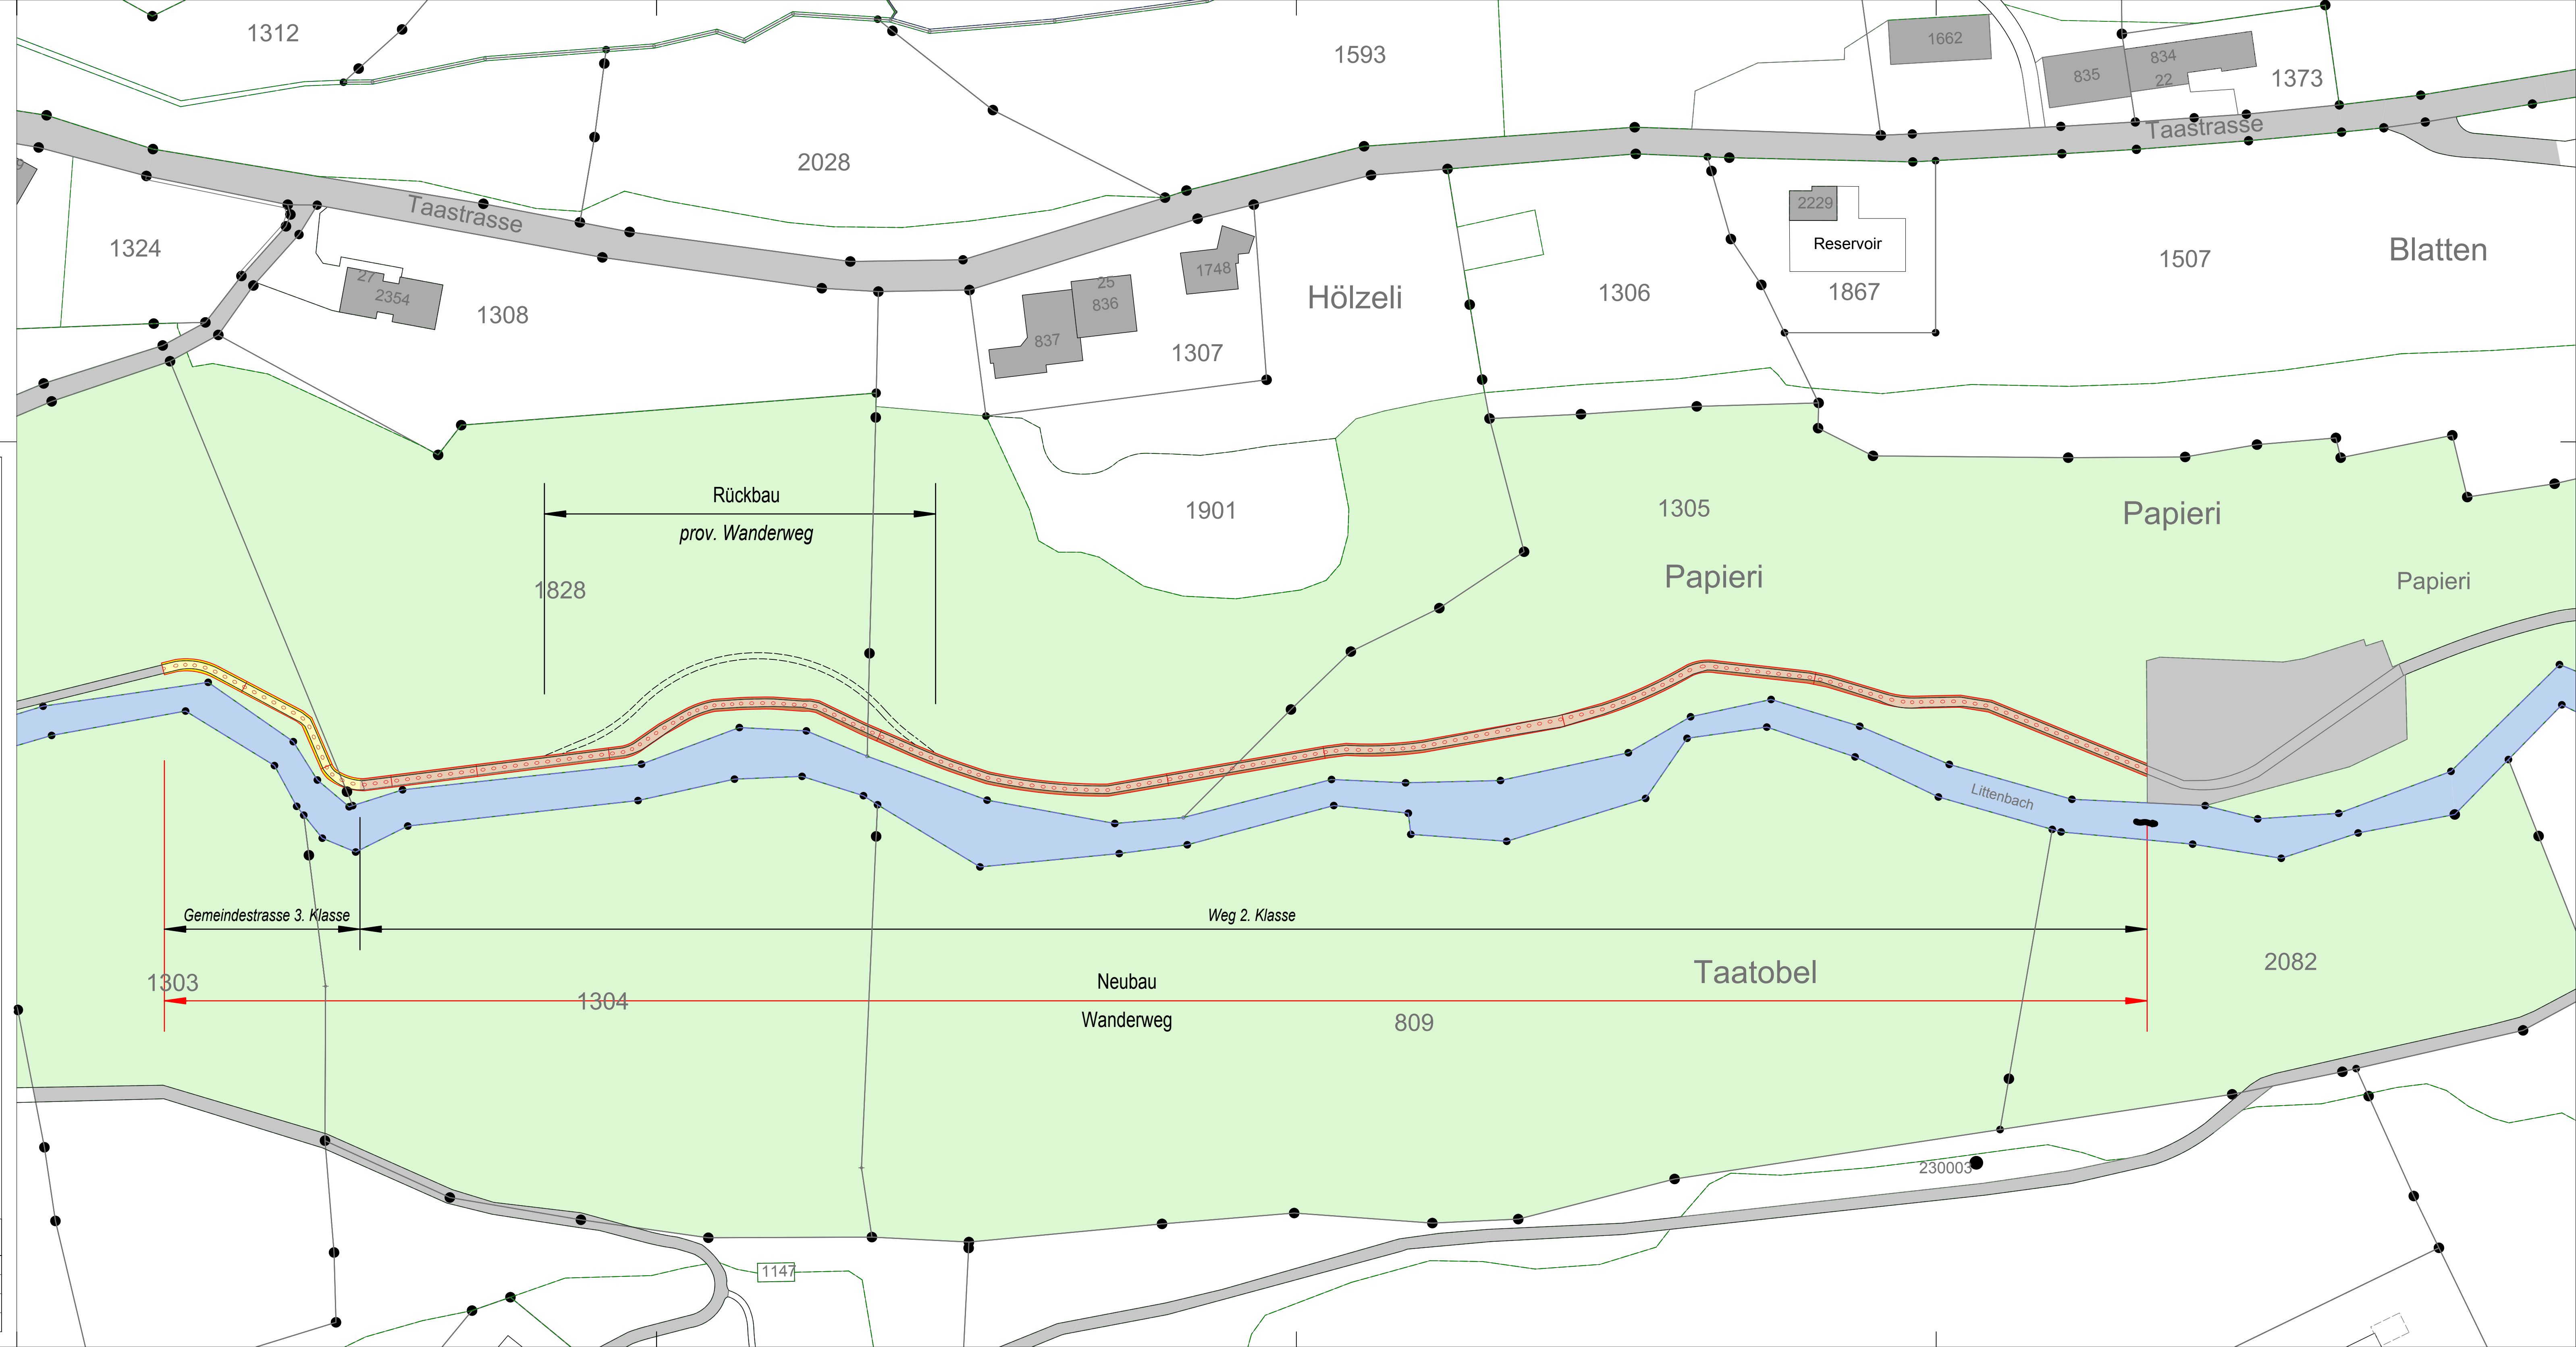 1312
1593
1662
835
834
22
1373
Taastrasse
2028
Taastrasse
1324
27
2354
1308
25
836
837
1748
1307
Hölzeli
1306
2229
Reservoir
1867
1507
Blatten
Rückbau
prov. Wanderweg
1901
1305
Papieri
Papieri
Papieri
1828
Littenbach
Gemeindestrasse 3. Klasse
Weg 2. Klasse
1303
1304
Neubau
Wanderweg
809
Taatobel
2082
230003
1147